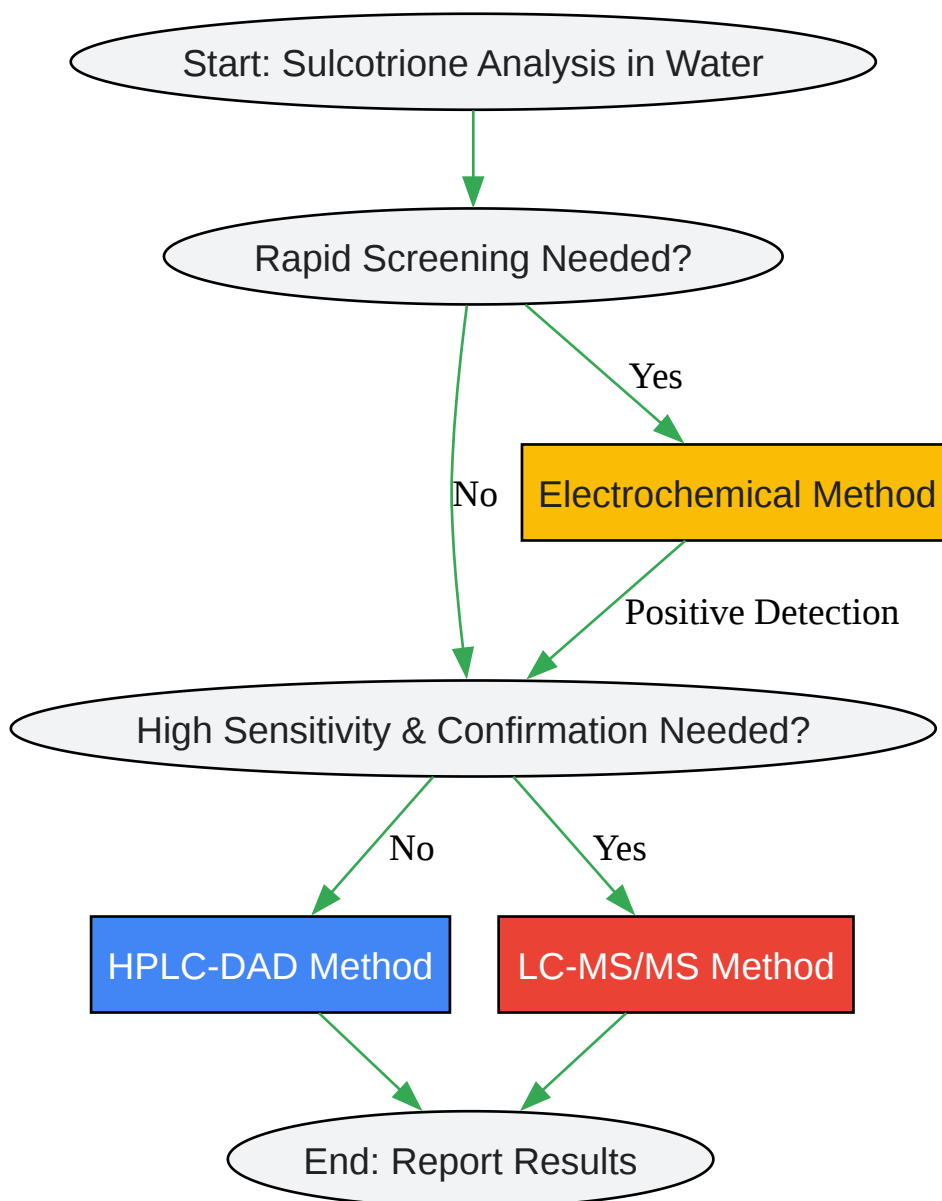 Start: Sulcotrione Analysis in Water
Rapid Screening Needed?
Yes
No
Electrochemical Method
Positive Detection
High Sensitivity & Confirmation Needed?
No
Yes
HPLC-DAD Method
LC-MS/MS Method
End: Report Results